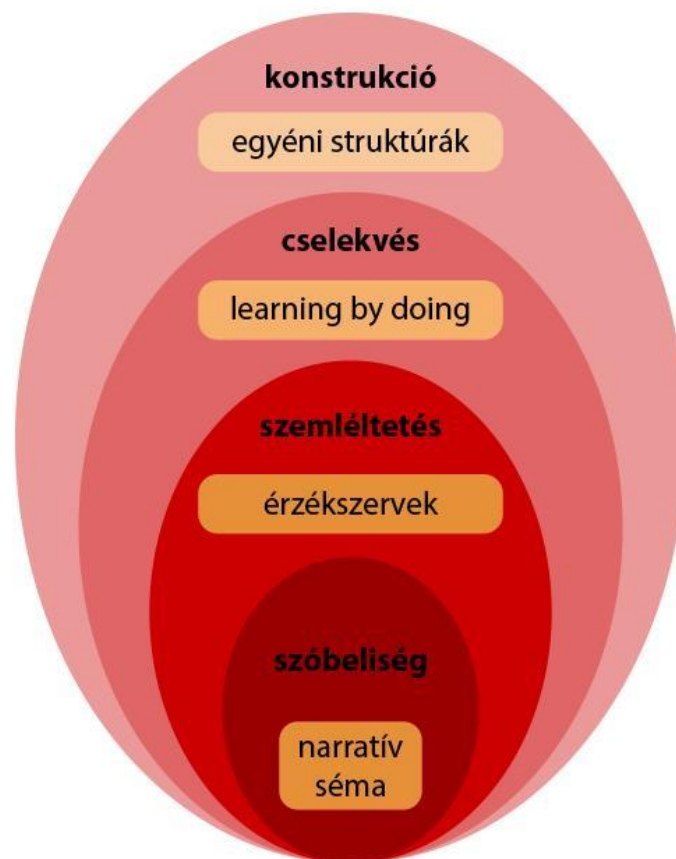 konstrukció
egyéni struktúrák
cselekvés
learning by doing
szemléltetés
érzékszervek
szóbeliség
narratív
séma